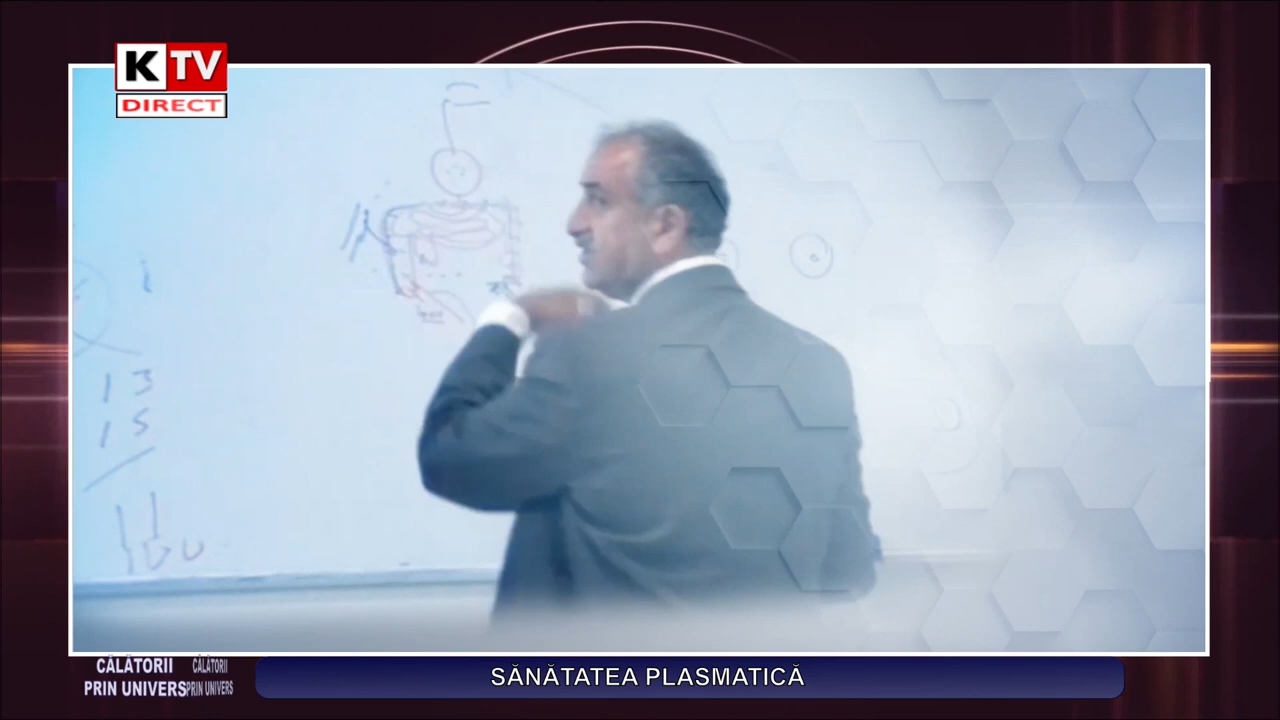 K TV
DIRECT
13
15
CĂLĂTORII
PRIN UNIVERS
CĂLĂTORII
PRIN UNIVERS
SĂNĂTATEA PLASMATICĂ